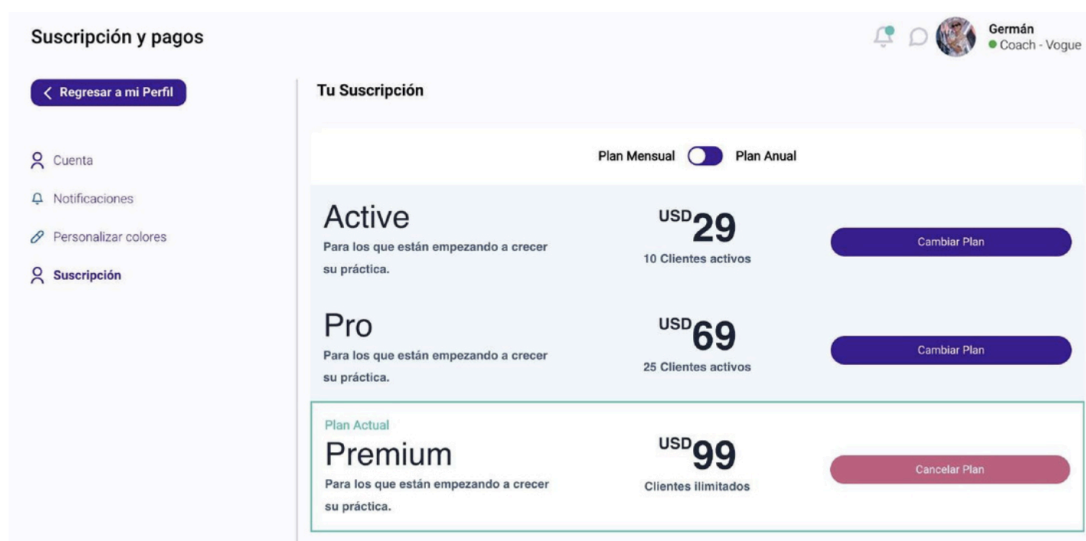 Suscripción y pagos
Germán
Coach - Vogue
Regresar a mi Perfil
Cuenta
Notificaciones
Personalizar colores
Suscripción
Tu Suscripción
Plan Mensual Plan Anual
Active
Para los que están empezando a crecer
su práctica.
USD29
10 Clientes activos
Cambiar Plan
Pro
Para los que están empezando a crecer
su práctica.
USD69
25 Clientes activos
Cambiar Plan
Plan Actual
Premium
Para los que están empezando a crecer
su práctica.
USD99
Clientes ilimitados
Cancelar Plan